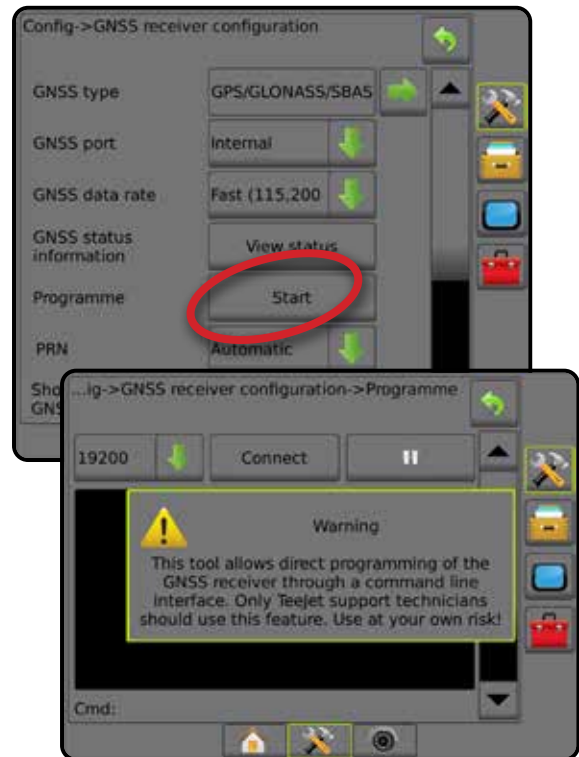 Config->GNSS receiver configuration
GNSS type GPS/GLONASS/SBAS
GNSS port Internal
GNSS data rate Fast (115,200
GNSS status
information View status
Programme Start
PRN Automatic
Sho
GNS
...ig->GNSS receiver configuration->Programme
19200 Connect
Warning
This tool allows direct programming of the
GNSS receiver through a command line
interface. Only Teejet support technicians
should use this feature. Use at your own risk!
Cmd: